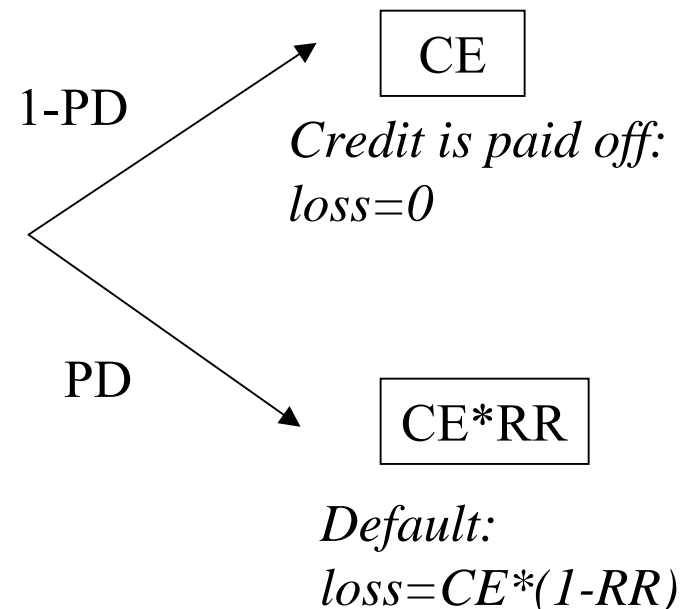 CE
1-PD
Credit is paid off:
loss=0
PD
CE*RR
Default:
loss=CE*(1-RR)